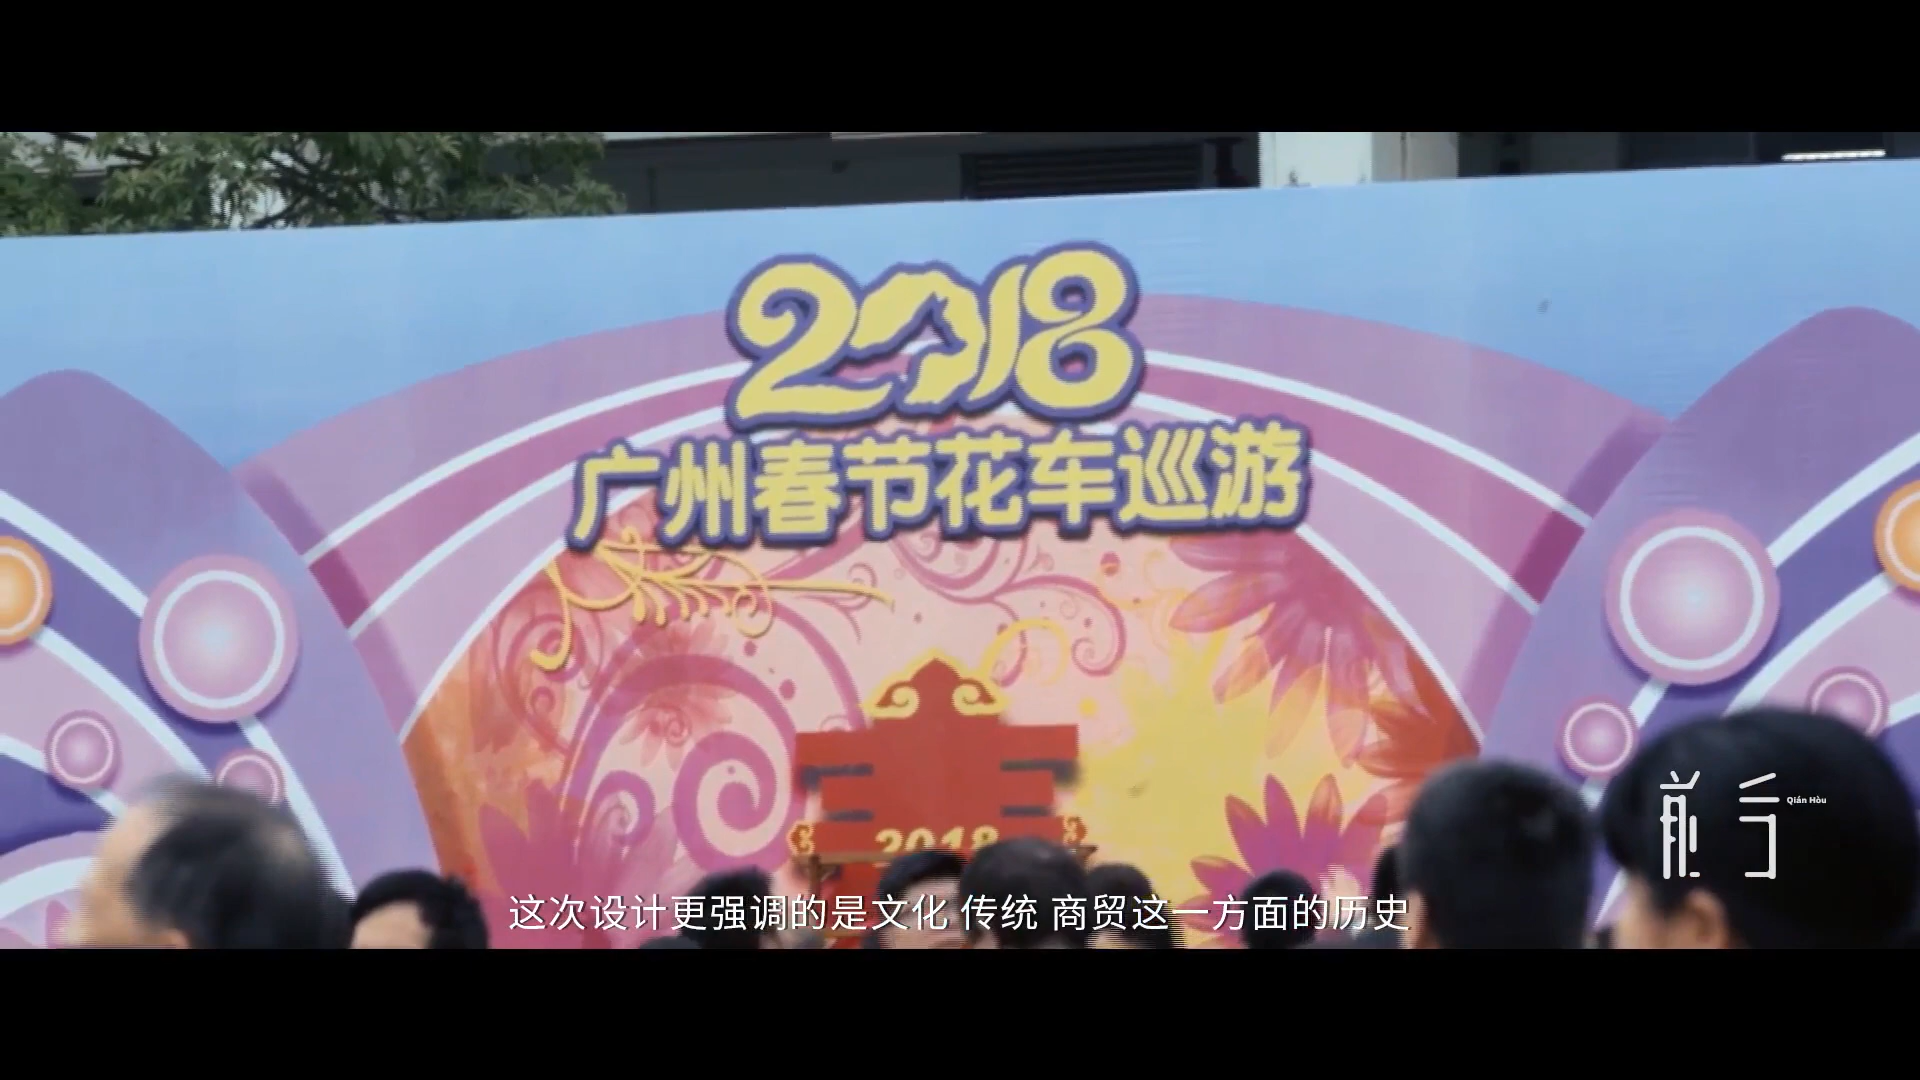 2018
广州春节花车巡游
2018
前后
Qián Hòu
这次设计更强调的是文化 传统 商贸这一方面的历史